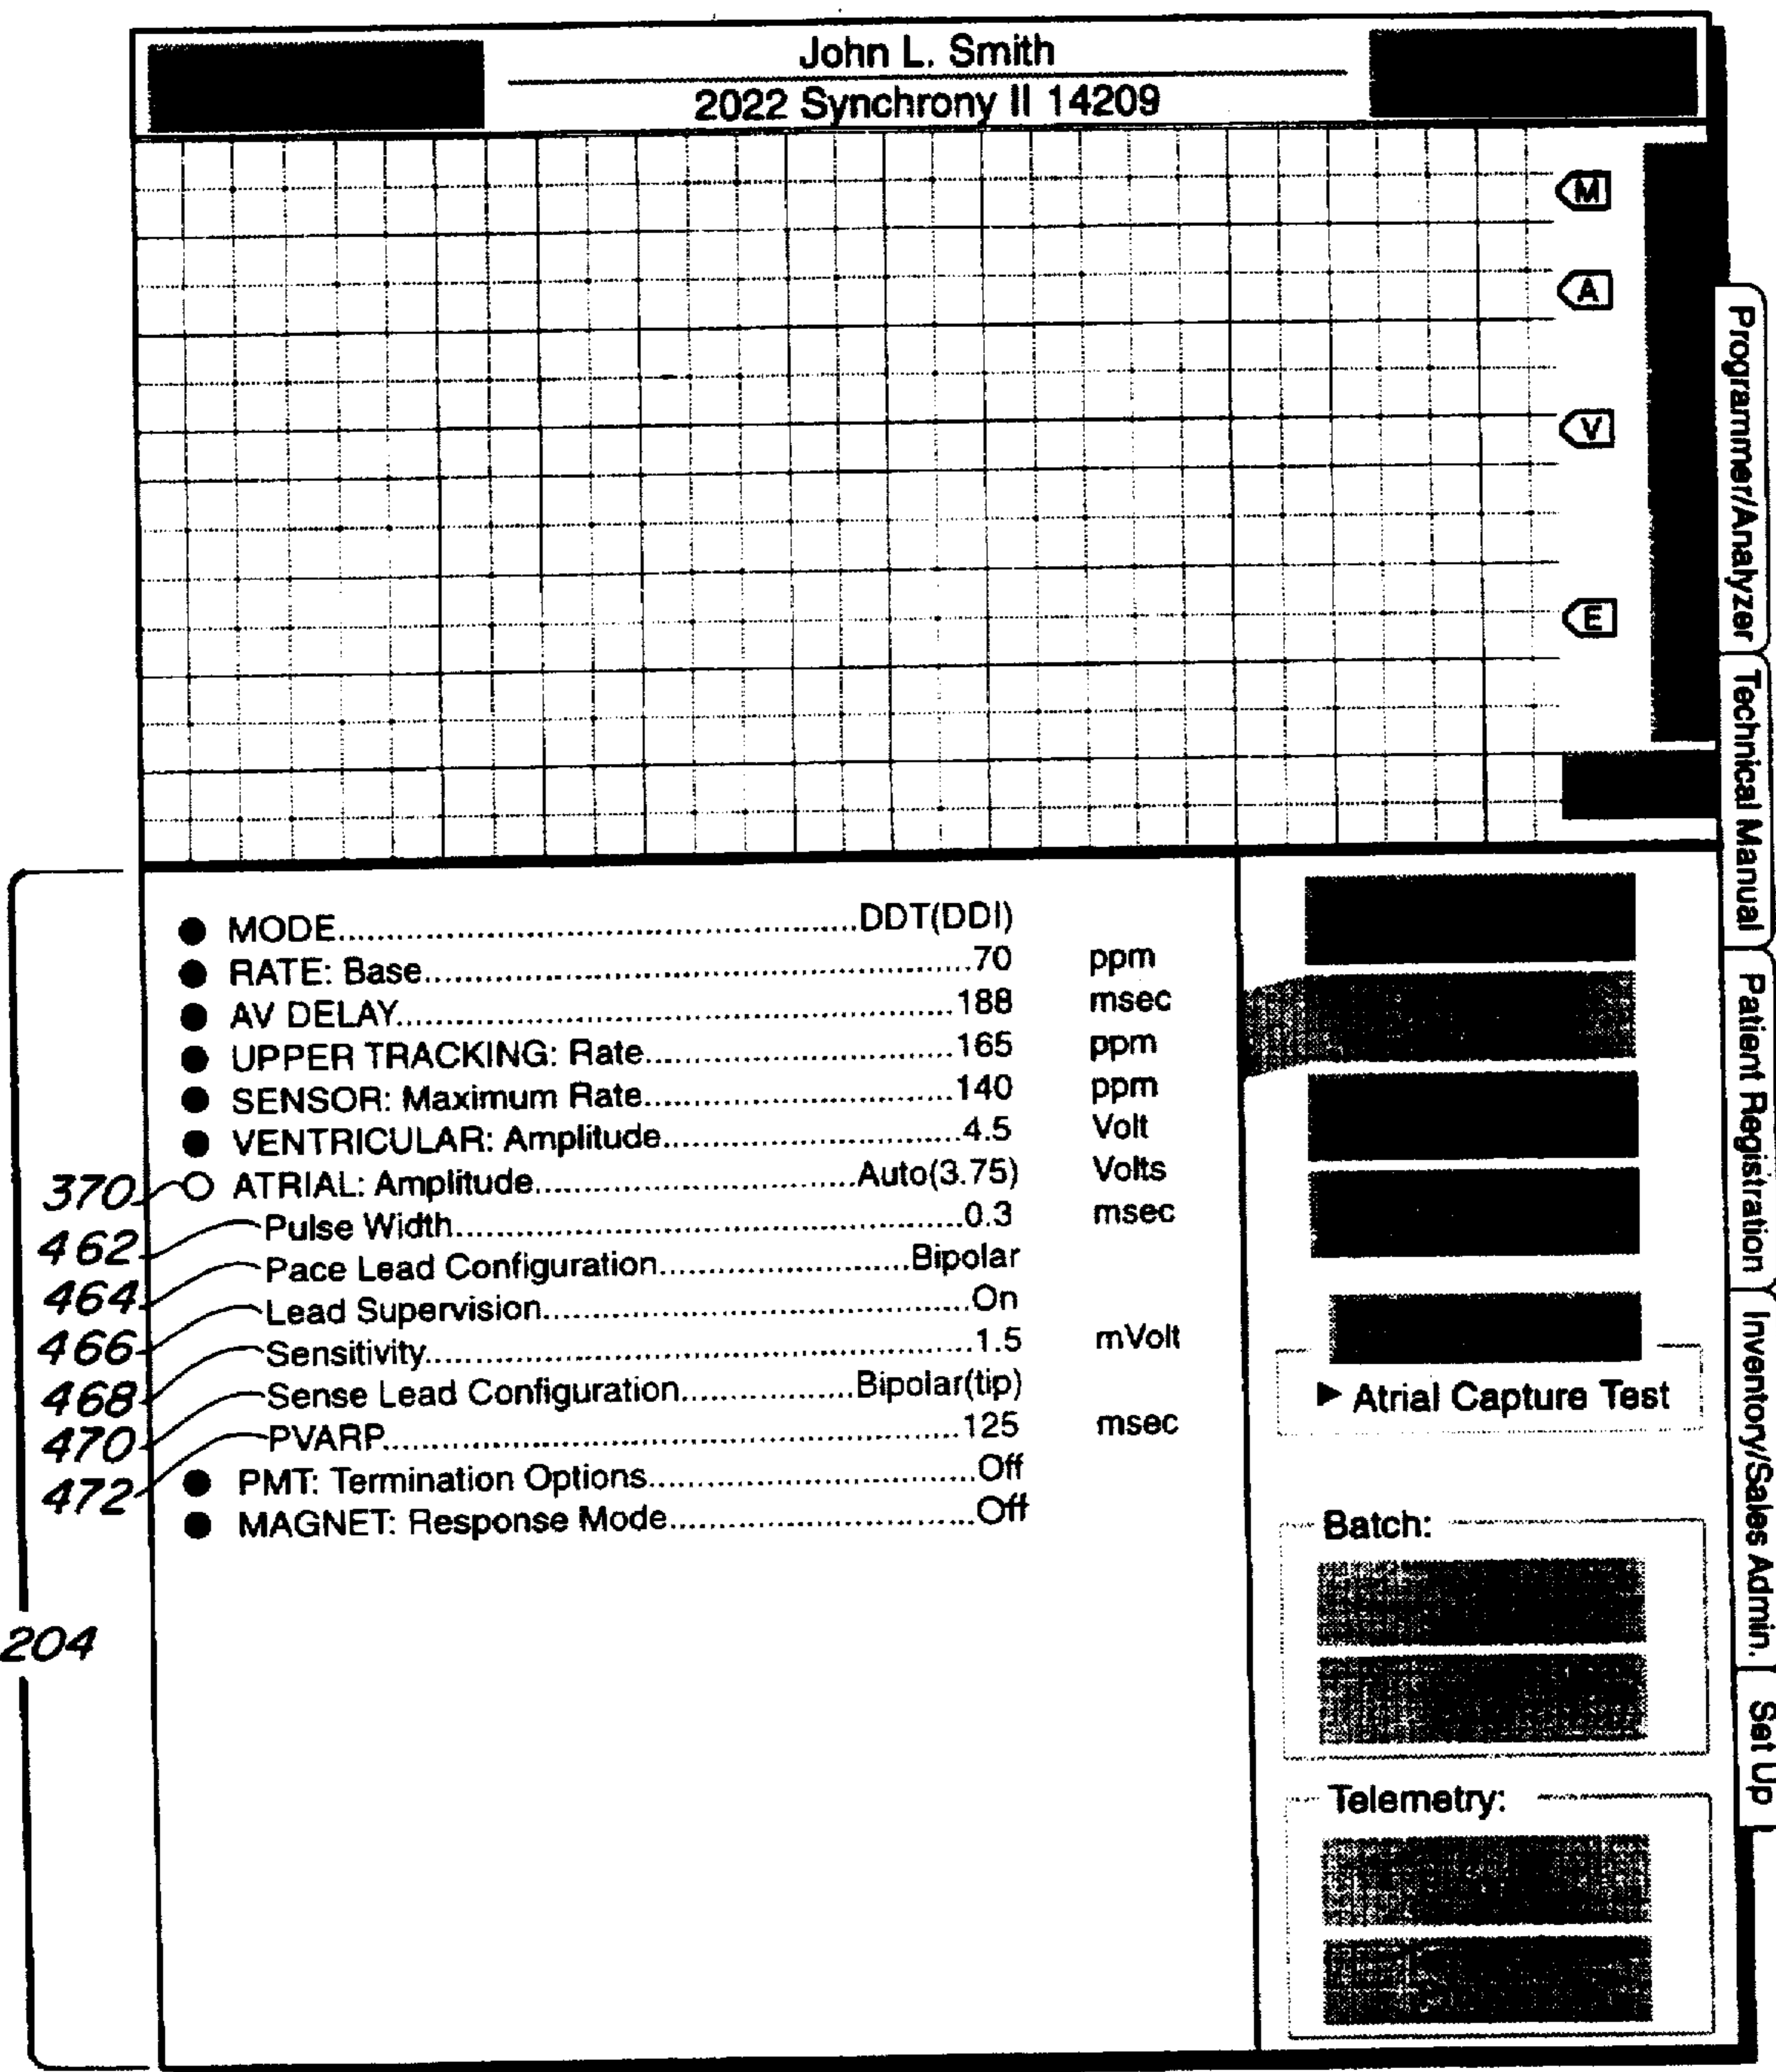 John L. Smith
2022 Synchrony II 14209
M
A
V
E
Programmer/Analyzer
Technical Manual
Patient Registration
Inventory/Sales Admin.
Set Up
● MODE.....................................................DDT(DDI)
● RATE: Base........................................................70 ppm
● AV DELAY.........................................................188 msec
● UPPER TRACKING: Rate................................165 ppm
● SENSOR: Maximum Rate................................140 ppm
● VENTRICULAR: Amplitude...............................4.5 Volt
370 ○ ATRIAL: Amplitude.................................Auto(3.75) Volts
462 Pulse Width....................................................0.3 msec
464 Pace Lead Configuration..........................Bipolar
466 Lead Supervision............................................On
468 Sensitivity........................................................1.5 mVolt
470 Sense Lead Configuration..................Bipolar(tip)
472 PVARP...........................................................125 msec
● PMT: Termination Options..................................Off
● MAGNET: Response Mode................................Off
204
▶ Atrial Capture Test
Batch:
Telemetry: